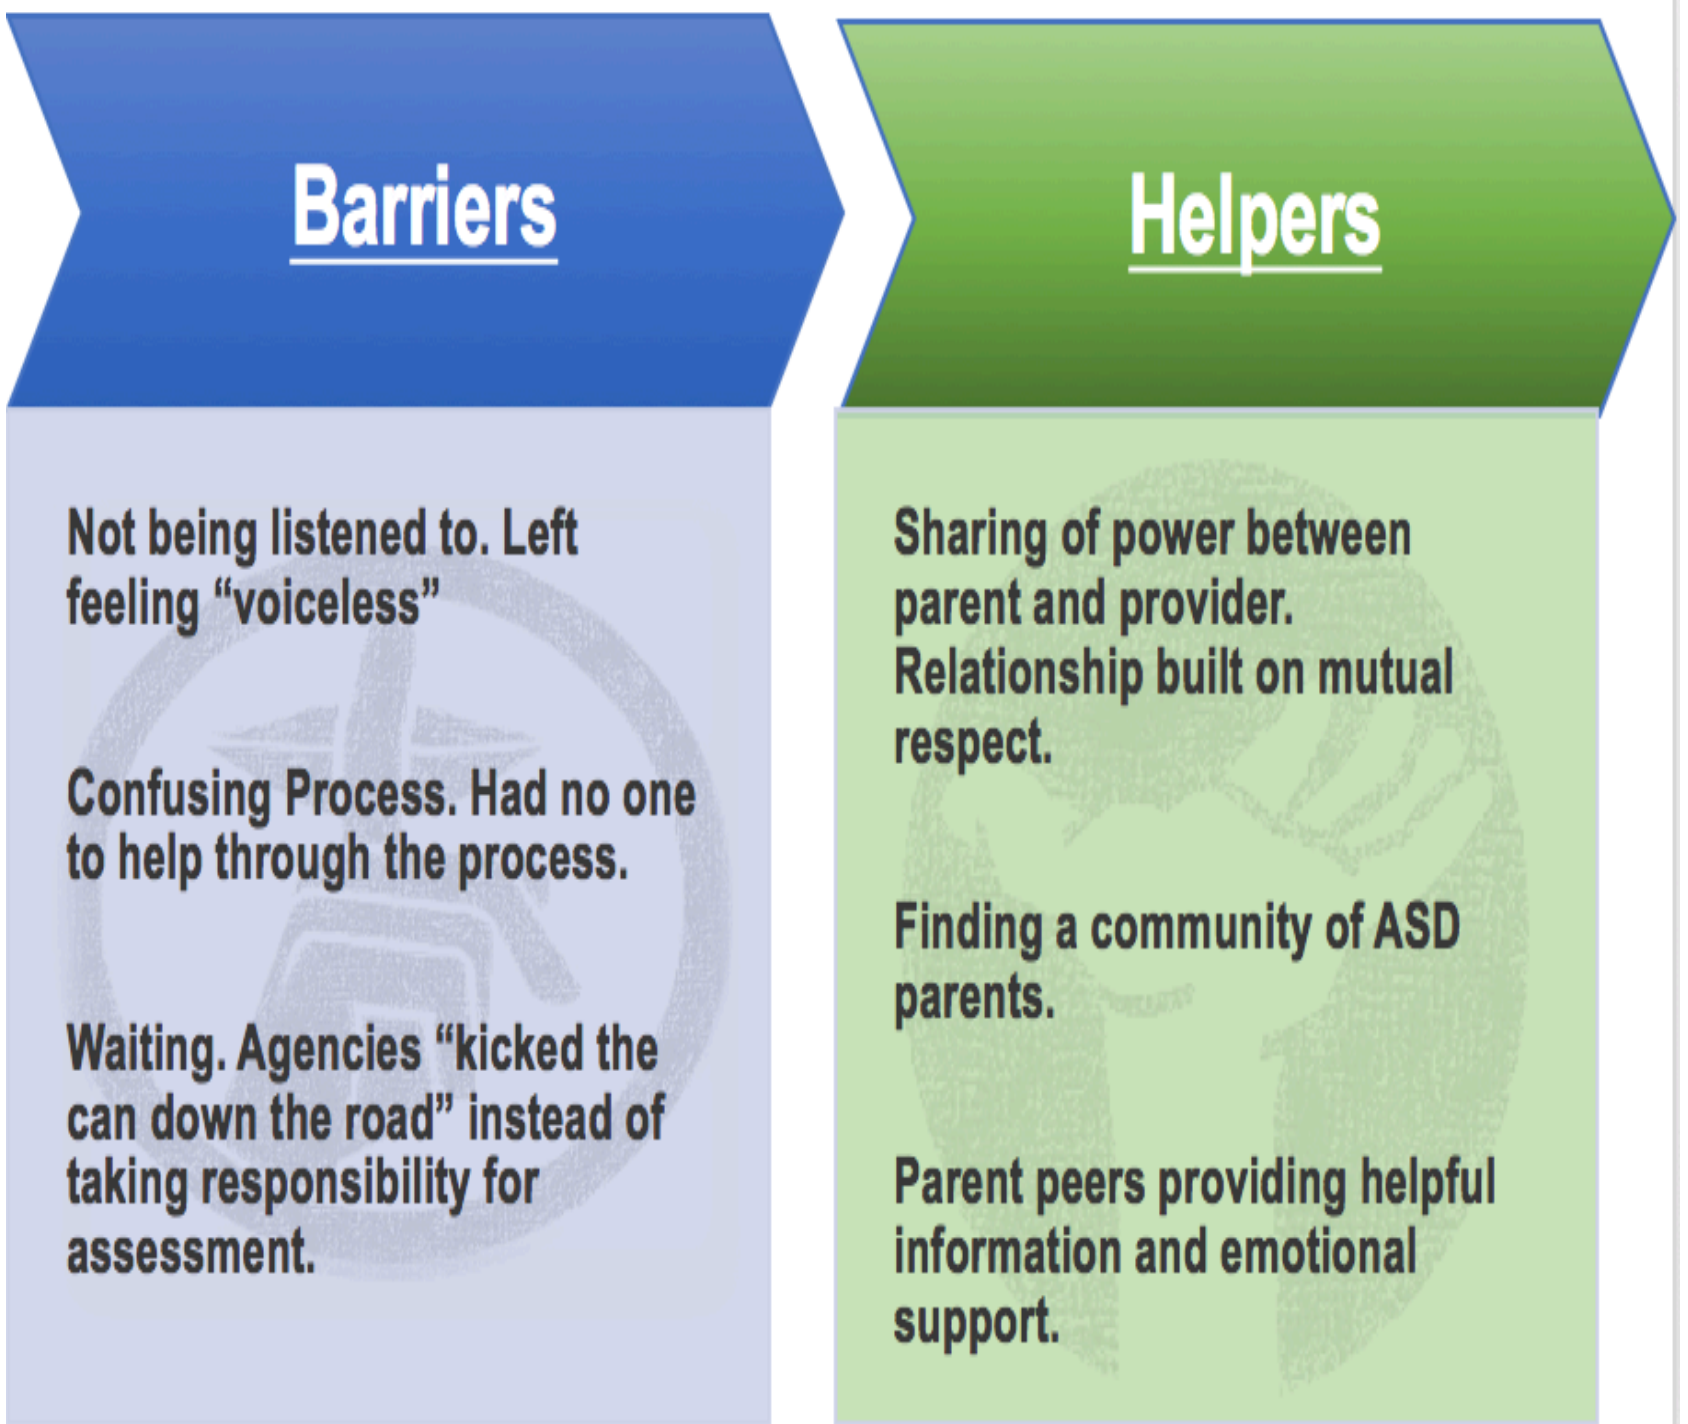 Barriers
Not being listened to. Left
feeling “voiceless”
Confusing Process. Had no one
to help through the process.
Waiting. Agencies “kicked the
can down the road” instead of
taking responsibility for
assessment.
Helpers
Sharing of power between
parent and provider.
Relationship built on mutual
respect.
Finding a community of ASD
parents.
Parent peers providing helpful
information and emotional
support.